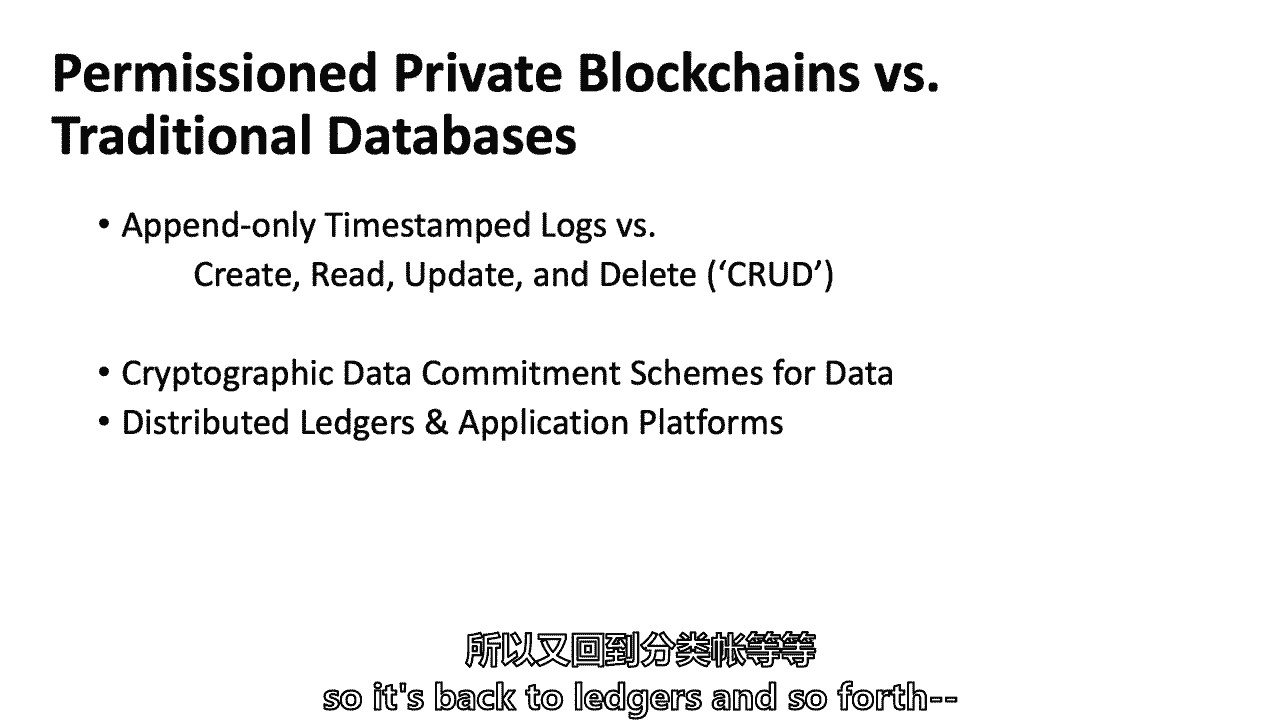 Permissioned Private Blockchains vs.
Traditional Databases
• Append-only Timestamped Logs vs.
Create, Read, Update, and Delete (‘CRUD’)
• Cryptographic Data Commitment Schemes for Data
• Distributed Ledgers & Application Platforms
所以又回到分类帐等等
so it's back to ledgers and so forth--